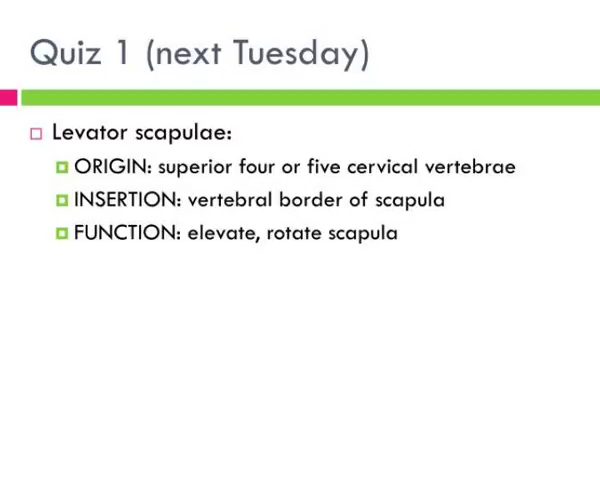 Quiz 1 (next Tuesday)
Levator scapulae:
ORIGIN: superior four or five cervical vertebrae
INSERTION: vertebral border of scapula
FUNCTION: elevate, rotate scapula